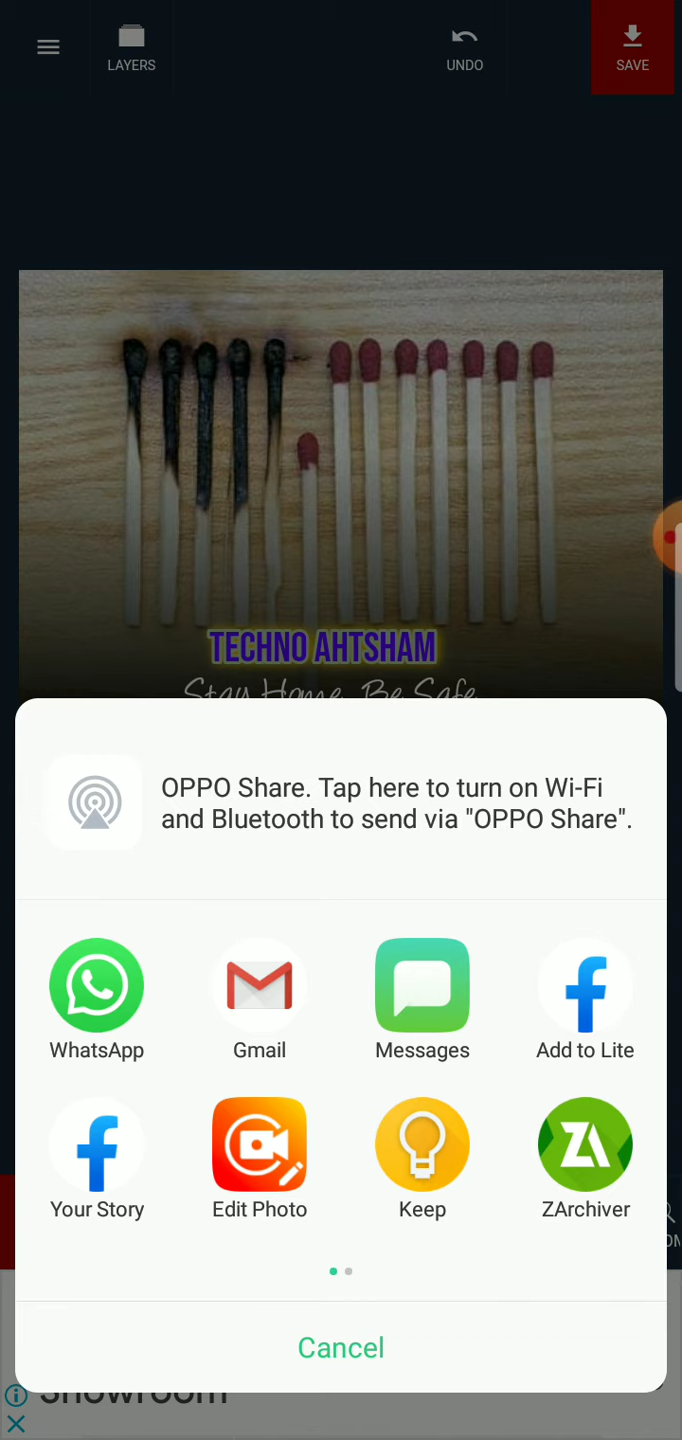 LAYERS
UNDO
SAVE
TECHNO AHTSHAM
Stay Home, Be Safe
OPPO Share. Tap here to turn on Wi-Fi
and Bluetooth to send via "OPPO Share".
WhatsApp
Gmail
Messages
Add to Lite
Your Story
Edit Photo
Keep
ZArchiver
Cancel
Showroom